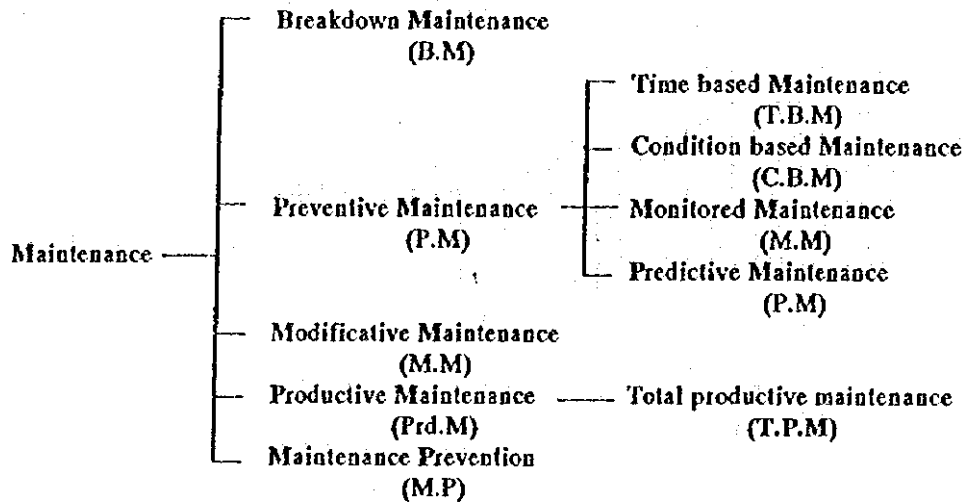 Breakdown Maintenance
(B.M)
Time based Maintenance
(T.B.M)
Condition based Maintenance
(C.B.M)
Preventive Maintenance
(P.M)
Monitored Maintenance
(M.M)
Maintenance
Predictive Maintenance
(P.M)
Modificative Maintenance
(M.M)
Productive Maintenance
(Prd.M)
Total productive maintenance
(T.P.M)
Maintenance Prevention
(M.P)